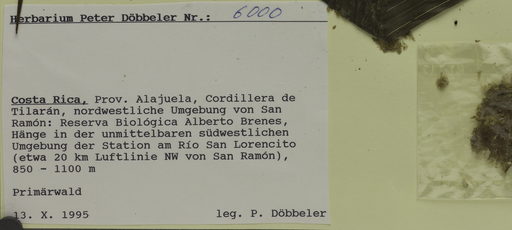 Herbarium Peter Döbbeler Nr.: 6000
Costa Rica, Prov. Alajuela, Cordillera de
Tilarán, nordwestliche Umgebung von San
Ramón: Reserva Biológica Alberto Brenes,
Hänge in der unmittelbaren südwestlichen
Umgebung der Station am Río San Lorencito
(etwa 20 km Luftlinie NW von San Ramón),
850 - 1100 m
Primärwald
13. X. 1995 leg. P. Döbbeler